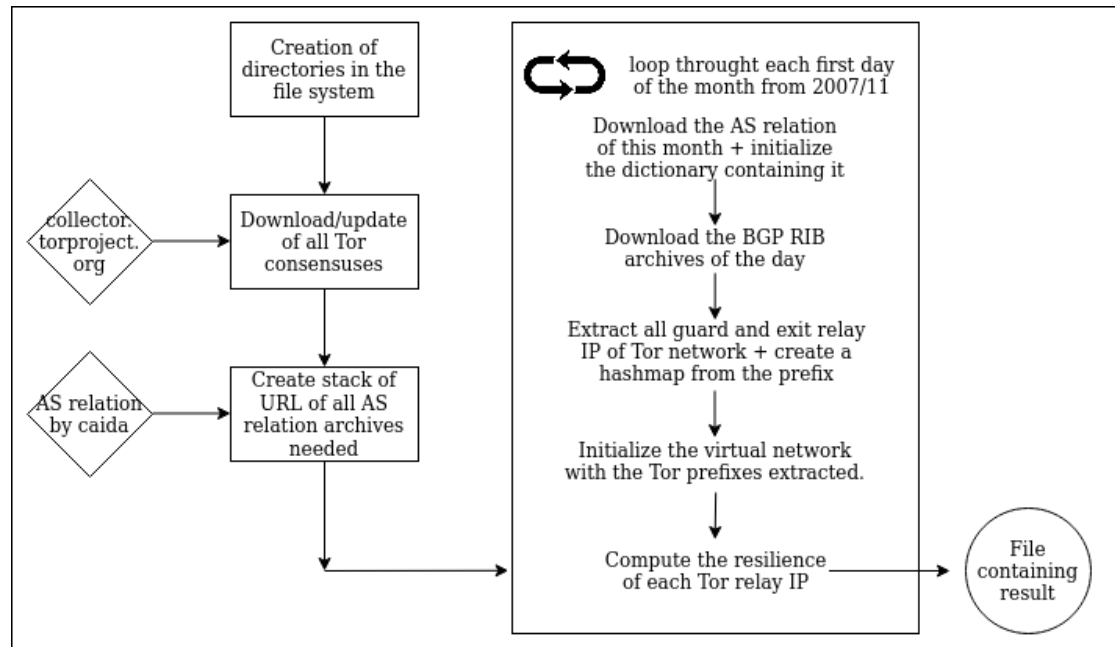 Creation of
directories in the
file system
collector.
torproject.
org
Download/update
of all Tor
consensuses
AS relation
by caida
Create stack of
URL of all AS
relation archives
needed
loop throught each first day
of the month from 2007/11
Download the AS relation
of this month + initialize
the dictionary containing it
Download the BGP RIB
archives of the day
Extract all guard and exit relay
IP of Tor network + create a
hashmap from the prefix
Initialize the virtual network
with the Tor prefixes extracted.
Compute the resilience
of each Tor relay IP
File
containing
result